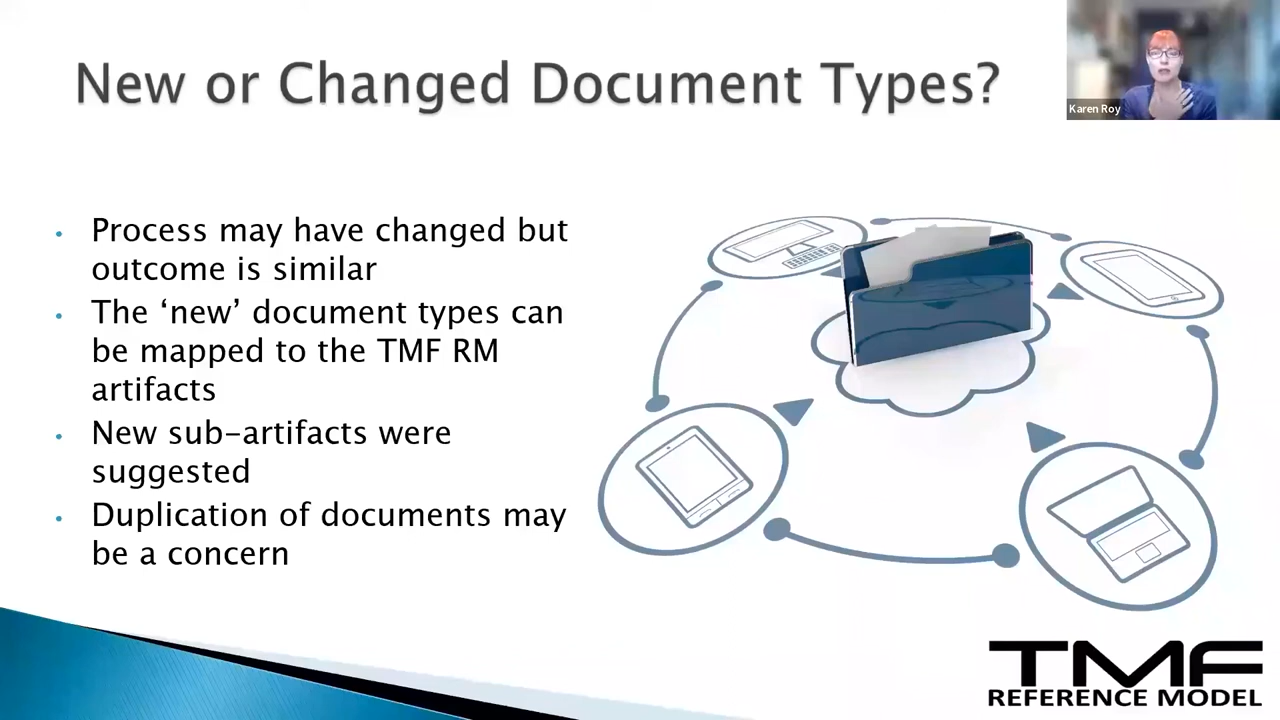 New or Changed Document Types?
Karen Roy
• Process may have changed but
outcome is similar
• The ‘new’ document types can
be mapped to the TMF RM
artifacts
• New sub-artifacts were
suggested
• Duplication of documents may
be a concern
TMF
REFERENCE MODEL